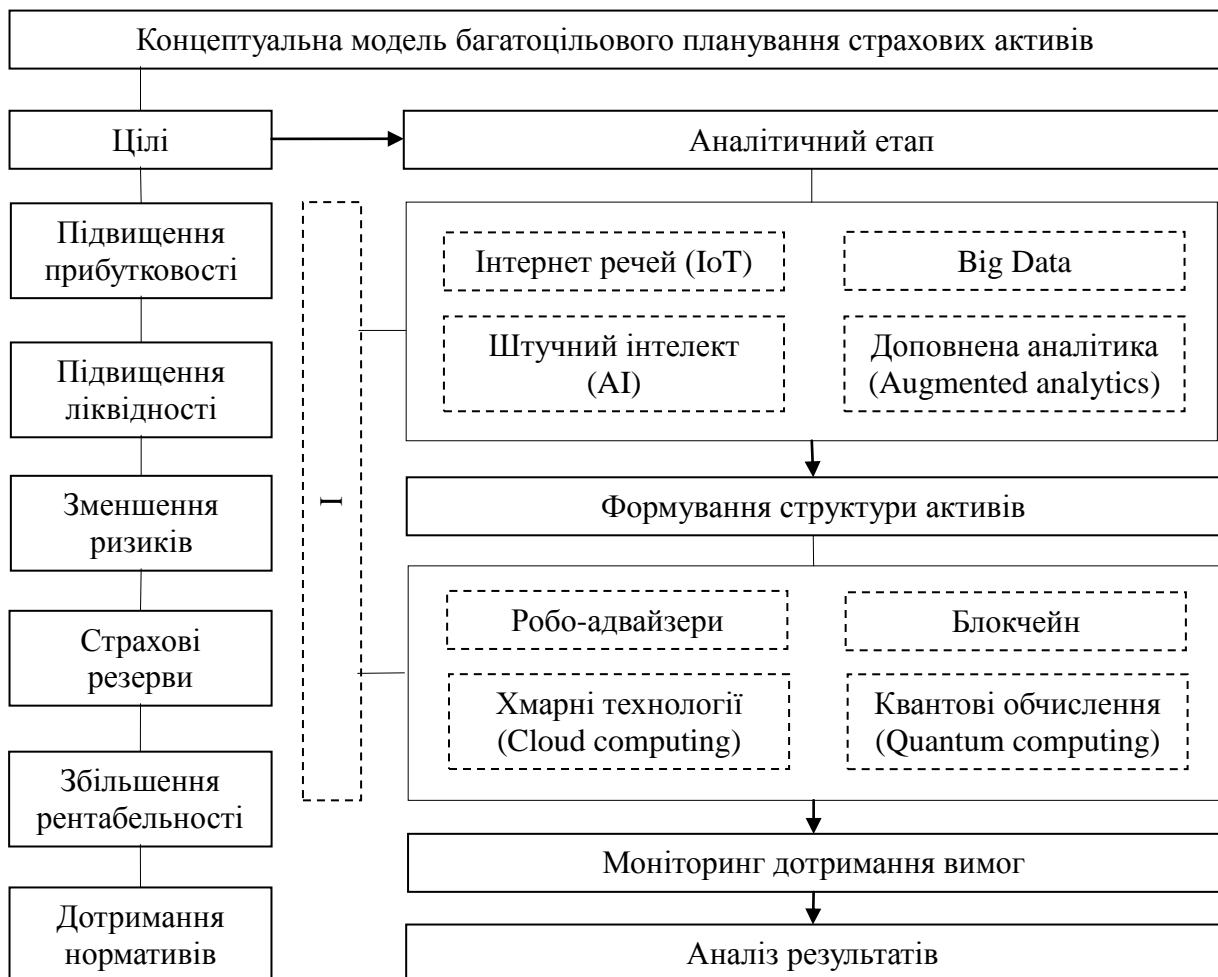 Концептуальна модель багатоцільового планування страхових активів
Цілі
Аналітичний етап
Підвищення
прибутковості
Підвищення
ліквідності
Зменшення
ризиків
Страхові
резерви
Збільшення
рентабельності
Дотримання
нормативів
І
Інтернет речей (IoT)
Big Data
Штучний інтелект
(AI)
Доповнена аналітика
(Augmented analytics)
Формування структури активів
Робо-адвайзери
Блокчейн
Хмарні технології
(Cloud computing)
Квантові обчислення
(Quantum computing)
Моніторинг дотримання вимог
Аналіз результатів